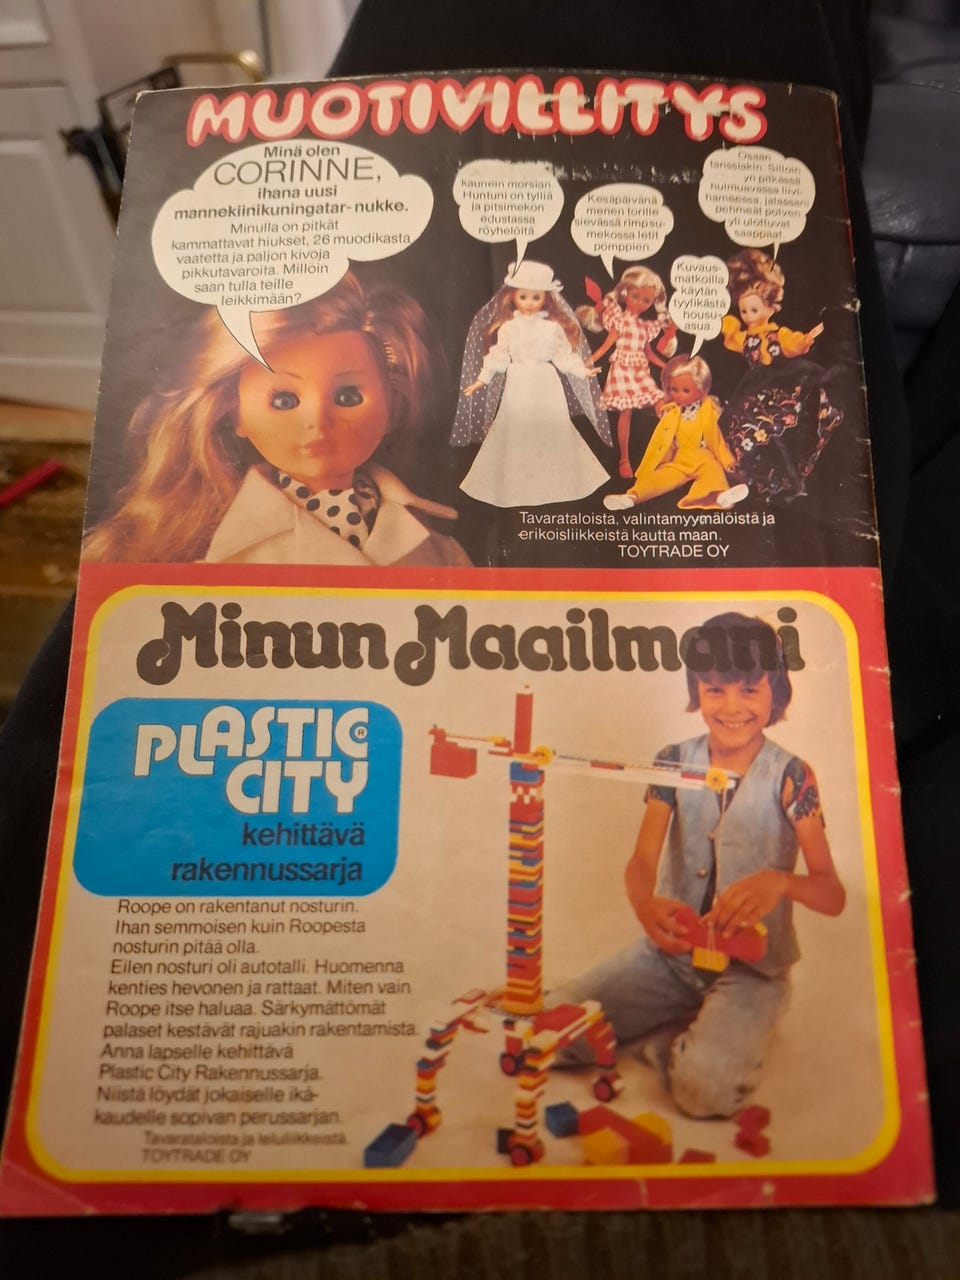 MUOTIVILLITYS
Minä olen
CORINNE,
ihana uusi
mannekiinikuningatar-nukke.
Minulla on pitkät
kammattavat hiukset, 26 muodikasta
vaatetta ja paljon kivoja
pikkutavaroita. Milloin
saan tulla teille
leikkimään?
kaunein morsian
Huntuni on tylliä
ja pitsimekon
edustassa
röyhelöitä
Kesäpäivänä
menen torille
sievässä rimpsu-
mekossa letit
pomppien.
Kuvaus-
matkoilla
käytän
tyylikästä
housu-
asua.
Osaan
tanssiakin. Silloin
on pitkässä
hulmuavassa liivi-
hameessa, jalassani
pehmeät polven
yli ulottuvat
saappaat
Tavarataloista, valintamyymälöistä ja
erikoisliikkeistä kautta maan.
TOYTRADE OY
Minun Maailmani
PLASTIC ®
CITY
kehittävä
rakennussarja
Roope on rakentanut nosturin.
Ihan semmoisen kuin Roopesta
nosturin pitää olla.
Eilen nosturi oli autotalli. Huomenna
kenties hevonen ja rattaat. Miten vain
Roope itse haluaa. Särkymättömät
palaset kestävät rajuakin rakentamista.
Anna lapselle kehittävä
Plastic City Rakennussarja.
Niistä löydät jokaiselle ikä-
kaudelle sopivan perussarjan.
Tavarataloista ja leluliikkeistä.
TOYTRADE OY